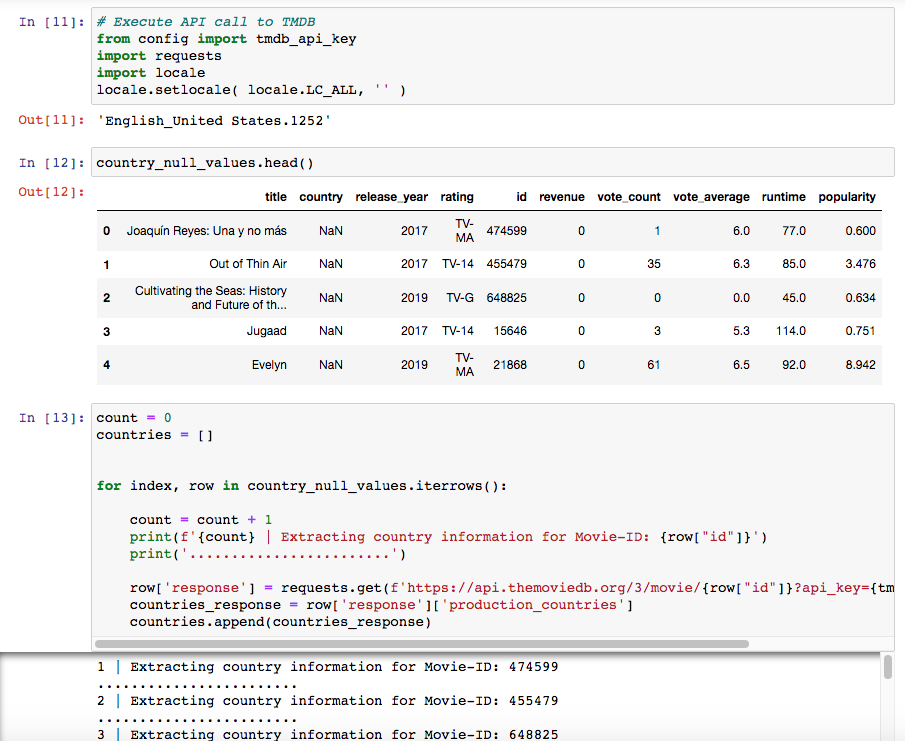 In [11]: # Execute API call to TMDB
from config import tmdb_api_key
import requests
import locale
locale.setlocale( locale.LC_ALL, '' )
Out[11]: 'English_United States.1252'
In [12]: country_null_values.head()
Out[12]:
title country release_year rating id revenue vote_count vote_average runtime popularity
0 Joaquín Reyes: Una y no más NaN 2017 TV-MA 474599 0 1 6.0 77.0 0.600
1 Out of Thin Air NaN 2017 TV-14 455479 0 35 6.3 85.0 3.476
2 Cultivating the Seas: History and Future of th... NaN 2019 TV-G 648825 0 0 0.0 45.0 0.634
3 Jugaad NaN 2017 TV-14 15646 0 3 5.3 114.0 0.751
4 Evelyn NaN 2019 TV-MA 21868 0 61 6.5 92.0 8.942
In [13]: count = 0
countries = []
for index, row in country_null_values.iterrows():
count = count + 1
print(f'{count} | Extracting country information for Movie-ID: {row["id"]}')
print('........................')
row['response'] = requests.get(f'https://api.themoviedb.org/3/movie/{row["id"]}?api_key={tm
countries_response = row['response']['production_countries']
countries.append(countries_response)
1 | Extracting country information for Movie-ID: 474599
........................
2 | Extracting country information for Movie-ID: 455479
........................
3 | Extracting country information for Movie-ID: 648825